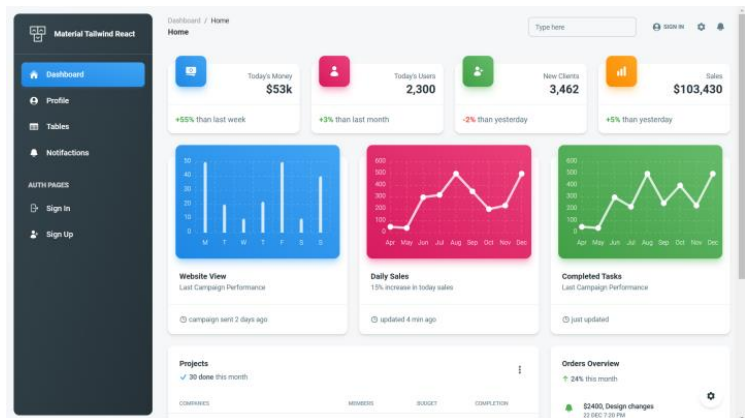 Material Tailwind React
Dashboard
Profile
Tables
Notifactions
AUTH PAGES
Sign In
Sign Up
Dashboard / Home
Home
Type here
SIGN IN
Today's Money
$53k
+55% than last week
Today's Users
2,300
+3% than last month
New Clients
3,462
-2% than yesterday
Sales
$103,430
+5% than yesterday
50
40
30
20
10
0
M T W T F S S
Website View
Last Campaign Performance
campaign sent 2 days ago
600
500
400
300
200
100
0
Apr May Jun Jul Aug Sep Oct Nov Dec
Daily Sales
15% increase in today sales
updated 4 min ago
600
500
400
300
200
100
0
Apr May Jun Jul Aug Sep Oct Nov Dec
Completed Tasks
Last Campaign Performance
just updated
Projects
30 done this month
COMPANIES MEMBERS BUDGET COMPLETION
Orders Overview
24% this month
$2400, Design changes
22 DEC 7:20 PM